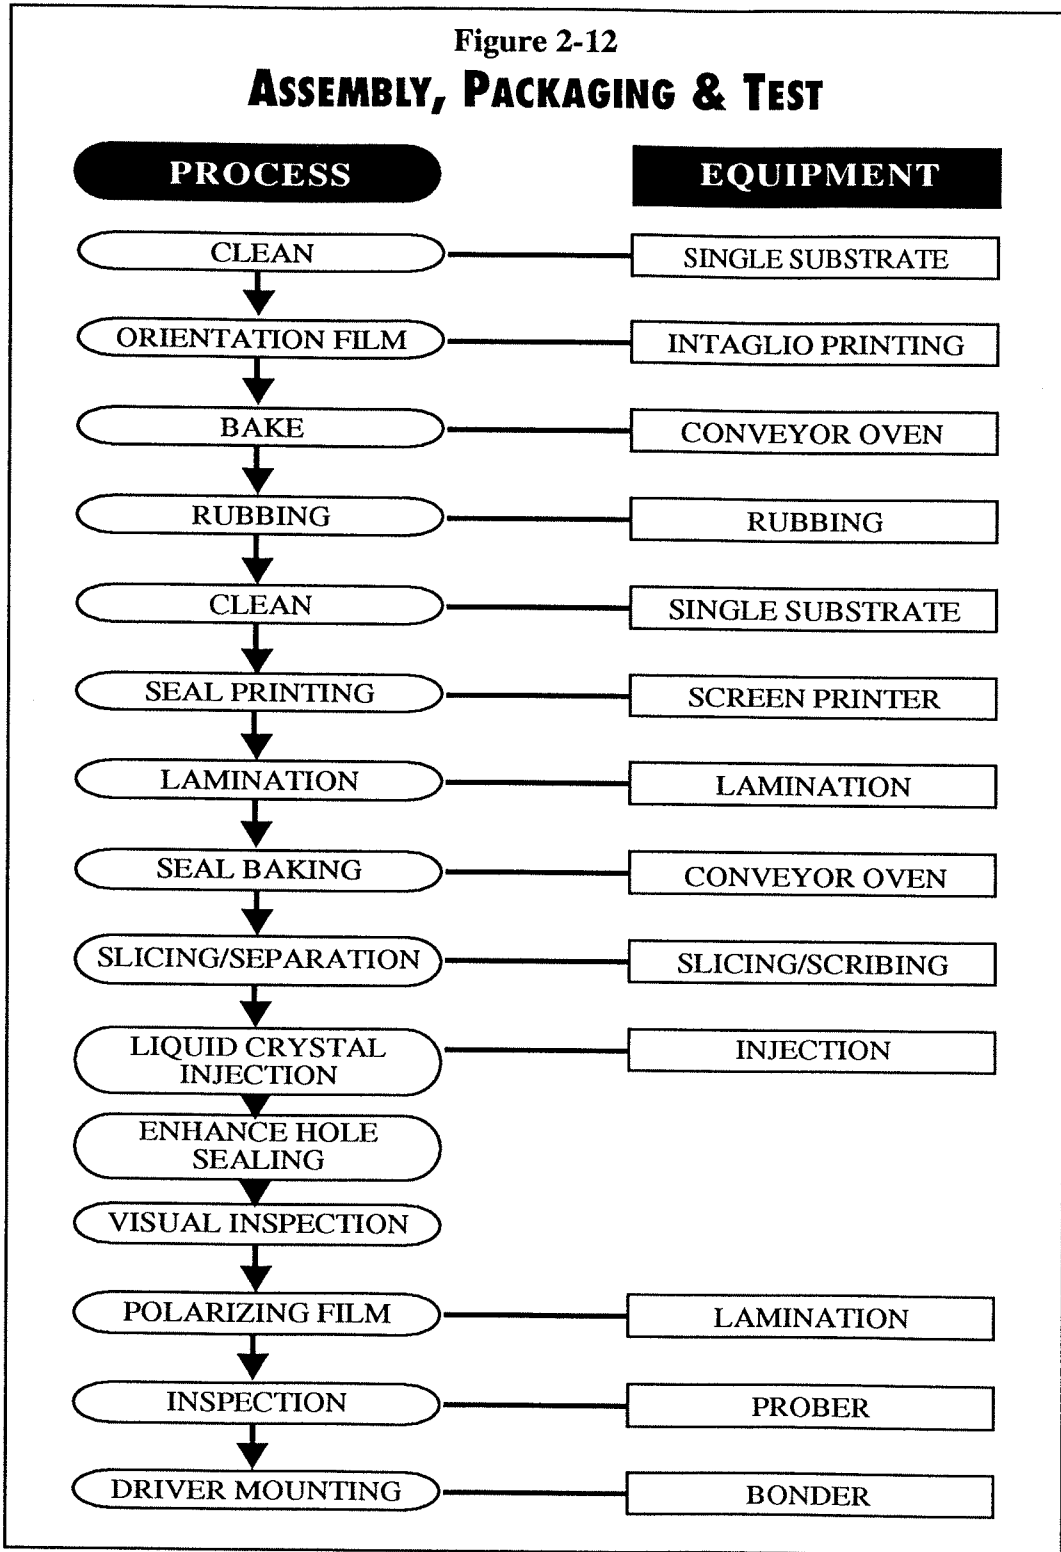 Figure 2-12
ASSEMBLY, PACKAGING & TEST
PROCESS EQUIPMENT
CLEAN SINGLE SUBSTRATE
ORIENTATION FILM INTAGLIO PRINTING
BAKE CONVEYOR OVEN
RUBBING RUBBING
CLEAN SINGLE SUBSTRATE
SEAL PRINTING SCREEN PRINTER
LAMINATION LAMINATION
SEAL BAKING CONVEYOR OVEN
SLICING/SEPARATION SLICING/SCRIBING
LIQUID CRYSTAL
INJECTION INJECTION
ENHANCE HOLE
SEALING
VISUAL INSPECTION
POLARIZING FILM LAMINATION
INSPECTION PROBER
DRIVER MOUNTING BONDER